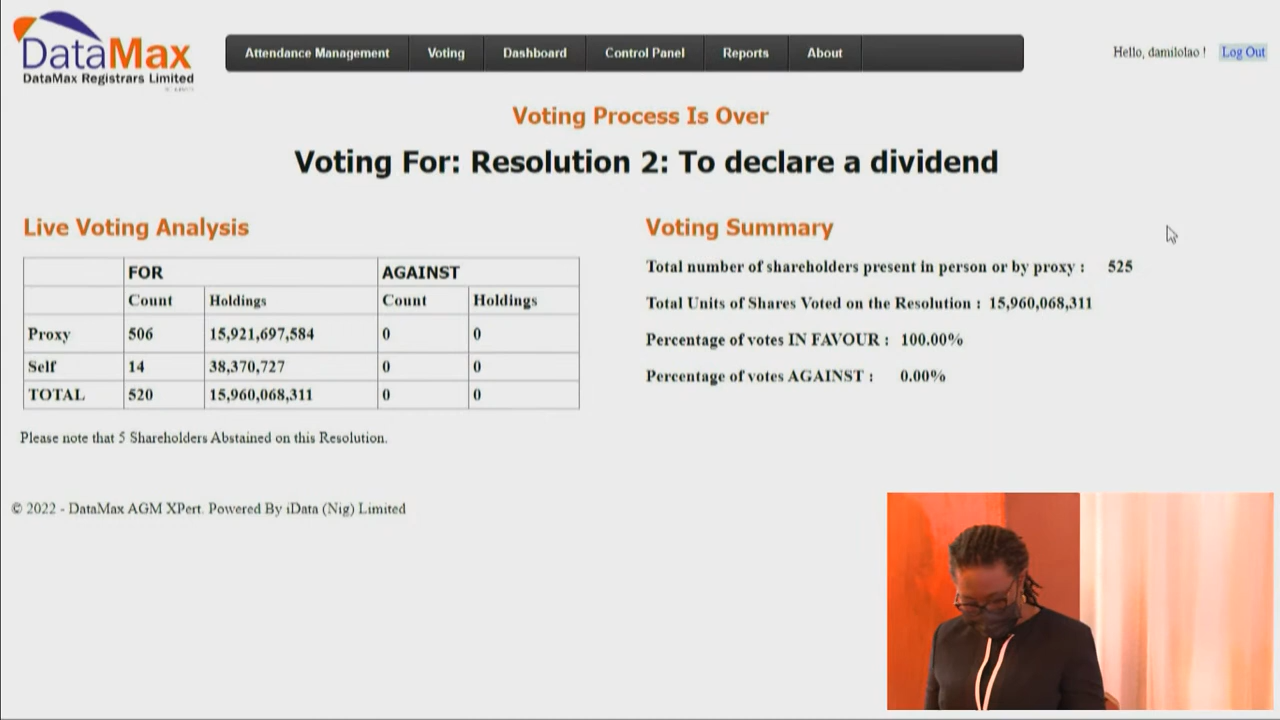 DataMax
DataMax Registrars Limited
Attendance Management Voting Dashboard Control Panel Reports About
Hello, damilolao ! Log Out
Voting Process Is Over
Voting For: Resolution 2: To declare a dividend
Live Voting Analysis
FOR AGAINST
Count Holdings Count Holdings
Proxy 506 15,921,697,584 0 0
Self 14 38,370,727 0 0
TOTAL 520 15,960,068,311 0 0
Please note that 5 Shareholders Abstained on this Resolution.
Voting Summary
Total number of shareholders present in person or by proxy : 525
Total Units of Shares Voted on the Resolution : 15,960,068,311
Percentage of votes IN FAVOUR : 100.00%
Percentage of votes AGAINST : 0.00%
© 2022 - DataMax AGM XPert. Powered By iData (Nig) Limited